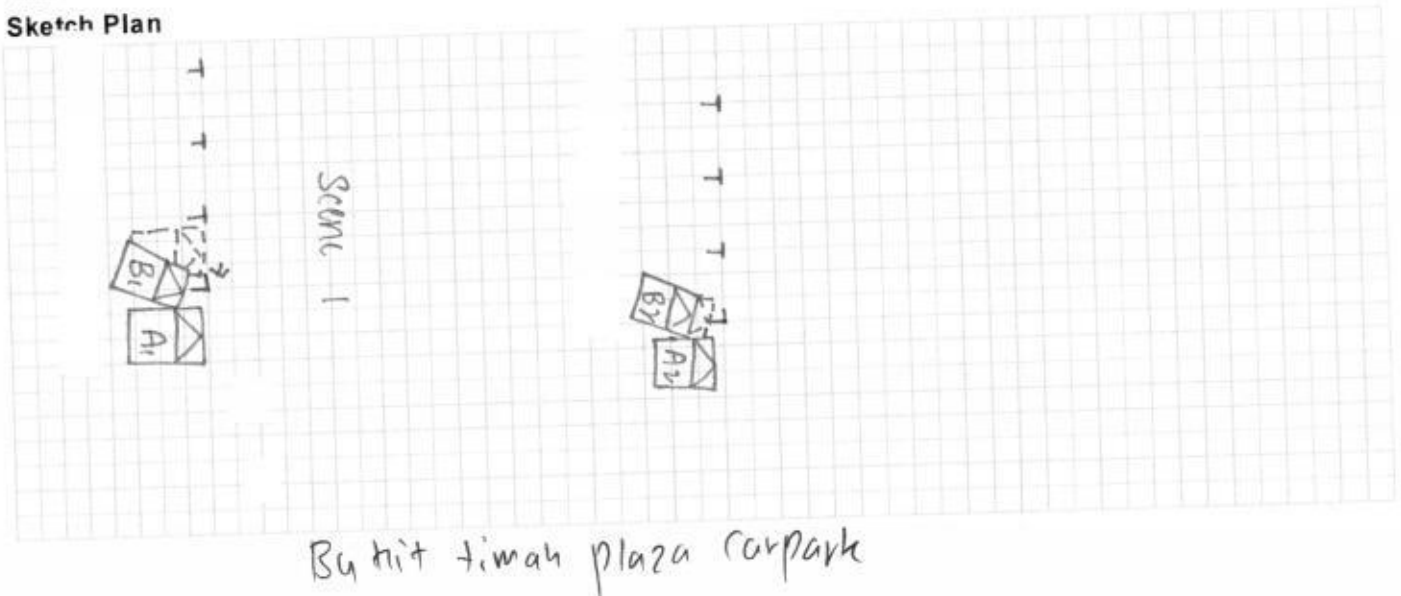 Sketch Plan
Scene 1
B1
A1
B2
A2
Bukit timah plaza carpark